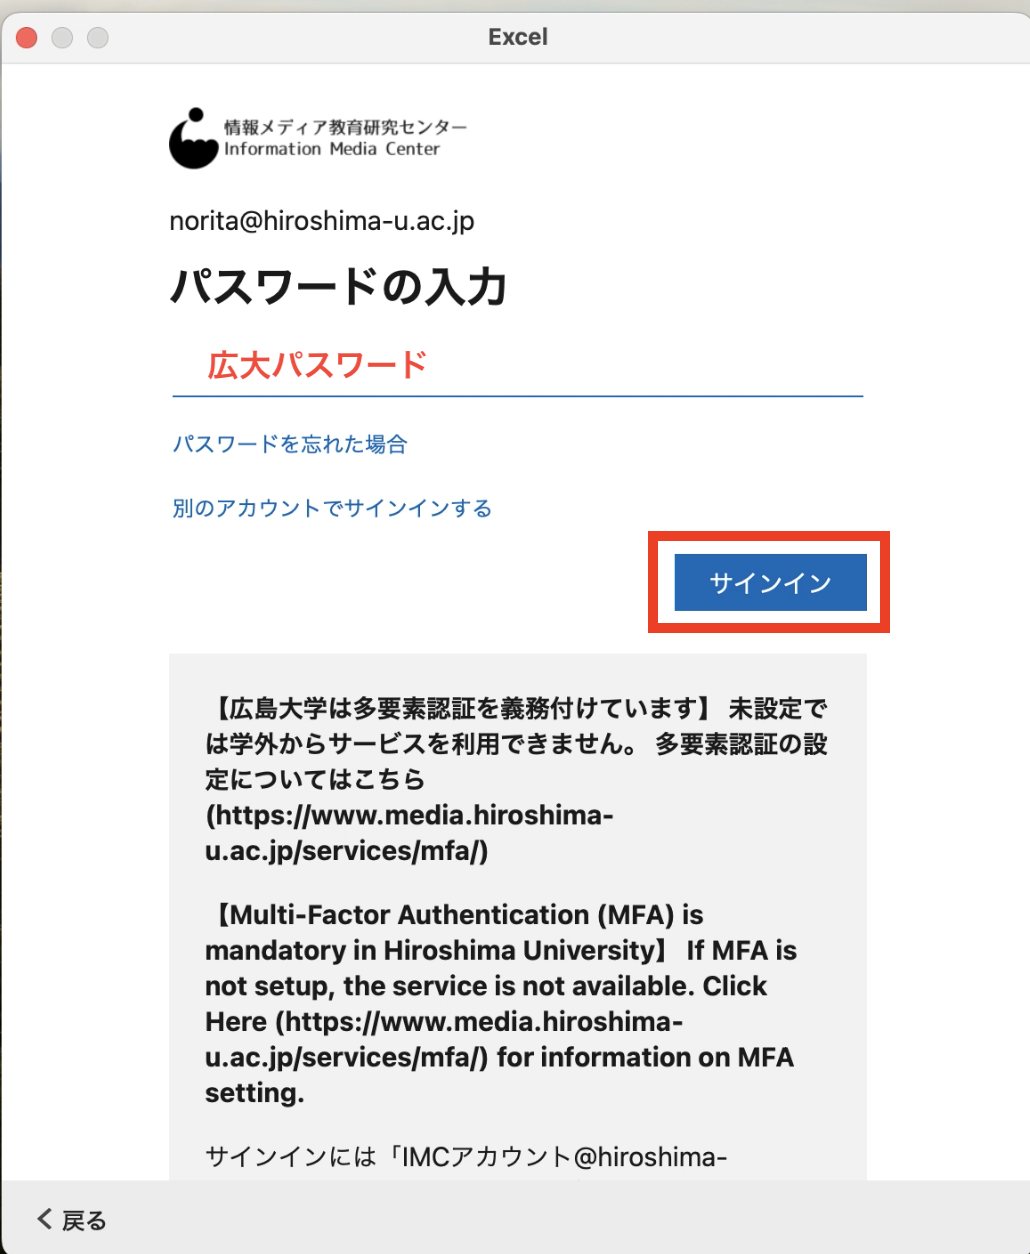 Excel
情報メディア教育研究センター
Information Media Center
norita@hiroshima-u.ac.jp
パスワードの入力
広大パスワード
パスワードを忘れた場合
別のアカウントでサインインする
サインイン
【広島大学は多要素認証を義務付けています】 未設定で
は学外からサービスを利用できません。 多要素認証の設
定についてはこちら
(https://www.media.hiroshima-
u.ac.jp/services/mfa/)
【Multi-Factor Authentication (MFA) is
mandatory in Hiroshima University】 If MFA is
not setup, the service is not available. Click
Here (https://www.media.hiroshima-
u.ac.jp/services/mfa/) for information on MFA
setting.
サインインには「IMCアカウント@hiroshima-
戻る